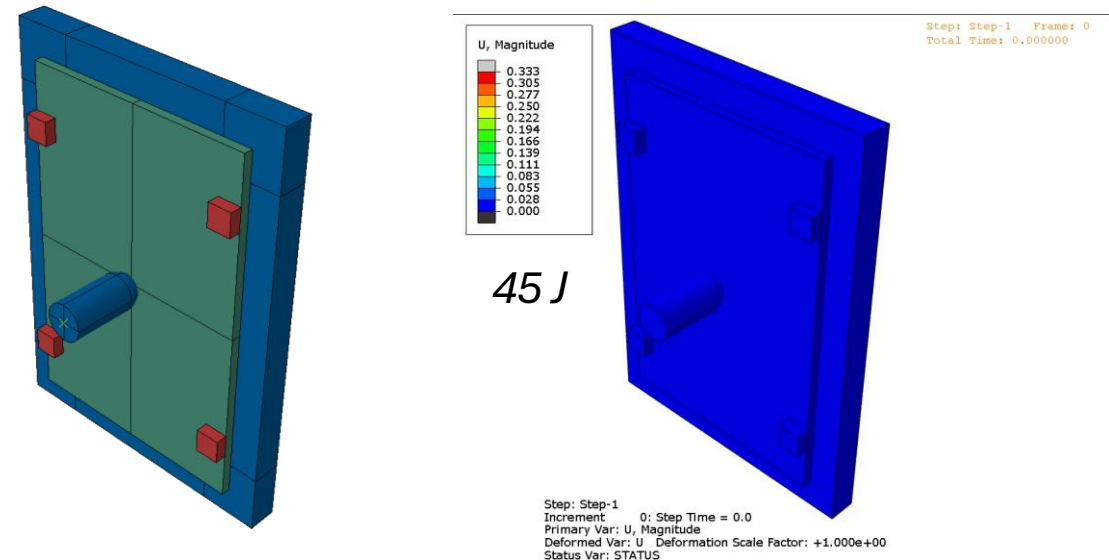 Step: Step-1 Frame: 0
Total Time: 0.000000
U, Magnitude
0.333
0.305
0.277
0.250
0.222
0.194
0.166
0.139
0.111
0.083
0.055
0.028
0.000
45 J
Step: Step-1
Increment 0: Step Time = 0.0
Primary Var: U, Magnitude
Deformed Var: U Deformation Scale Factor: +1.000e+00
Status Var: STATUS